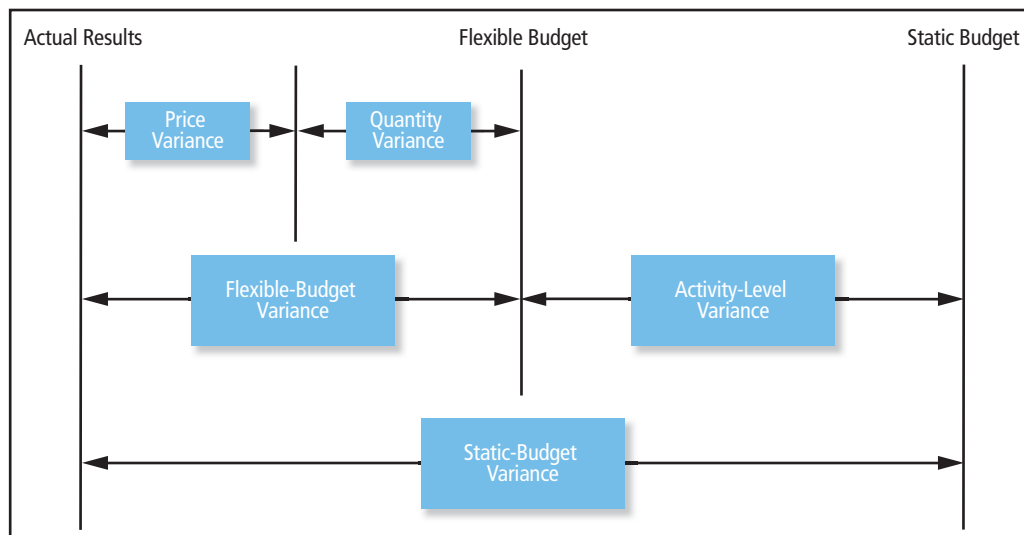 Actual Results
Flexible Budget
Static Budget
Price
Variance
Quantity
Variance
Flexible-Budget
Variance
Activity-Level
Variance
Static-Budget
Variance